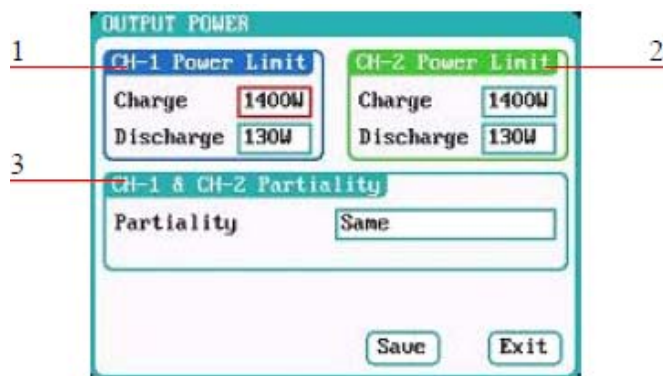 OUTPUT POWER
1
2
CH-1 Power Limit
CH-2 Power Limit
Charge 1400W
Charge 1400W
Discharge 130W
Discharge 130W
3
CH-1 & CH-2 Partiality
Partiality Same
Save Exit